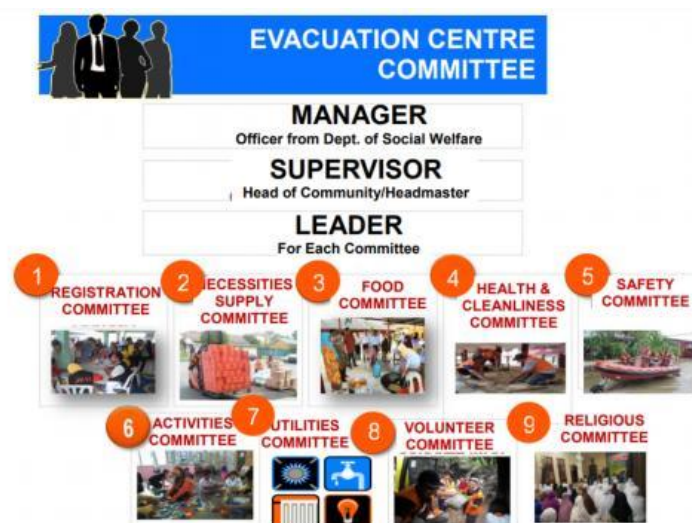 EVACUATION CENTRE
COMMITTEE
MANAGER
Officer from Dept. of Social Welfare
SUPERVISOR
Head of Community/Headmaster
LEADER
For Each Committee
1
REGISTRATION
COMMITTEE
2
NECESSITIES
SUPPLY
COMMITTEE
3
FOOD
COMMITTEE
4
HEALTH &
CLEANLINESS
COMMITTEE
5
SAFETY
COMMITTEE
6
ACTIVITIES
COMMITTEE
7
UTILITIES
COMMITTEE
8
VOLUNTEER
COMMITTEE
9
RELIGIOUS
COMMITTEE